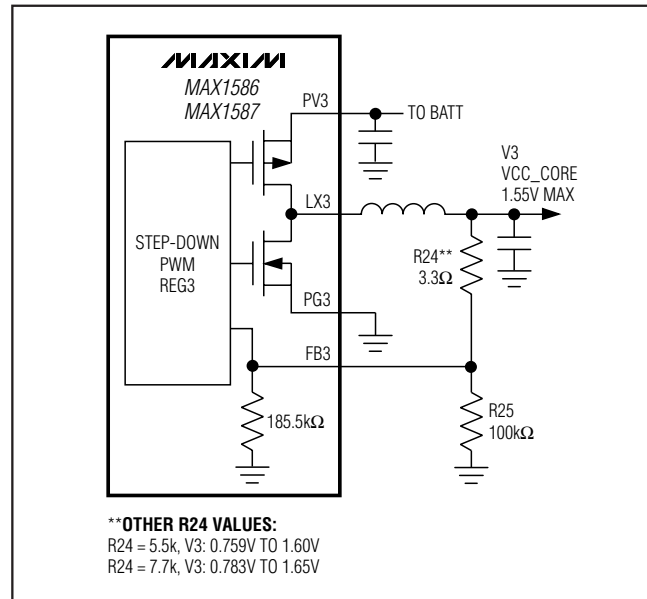 MAXIM
MAX1586
MAX1587
PV3
TO BATT
V3
VCC_CORE
1.55V MAX
LX3
STEP-DOWN
PWM
REG3
R24**
3.3Ω
PG3
FB3
185.5kΩ
R25
100kΩ
**OTHER R24 VALUES:
R24 = 5.5k, V3: 0.759V TO 1.60V
R24 = 7.7k, V3: 0.783V TO 1.65V